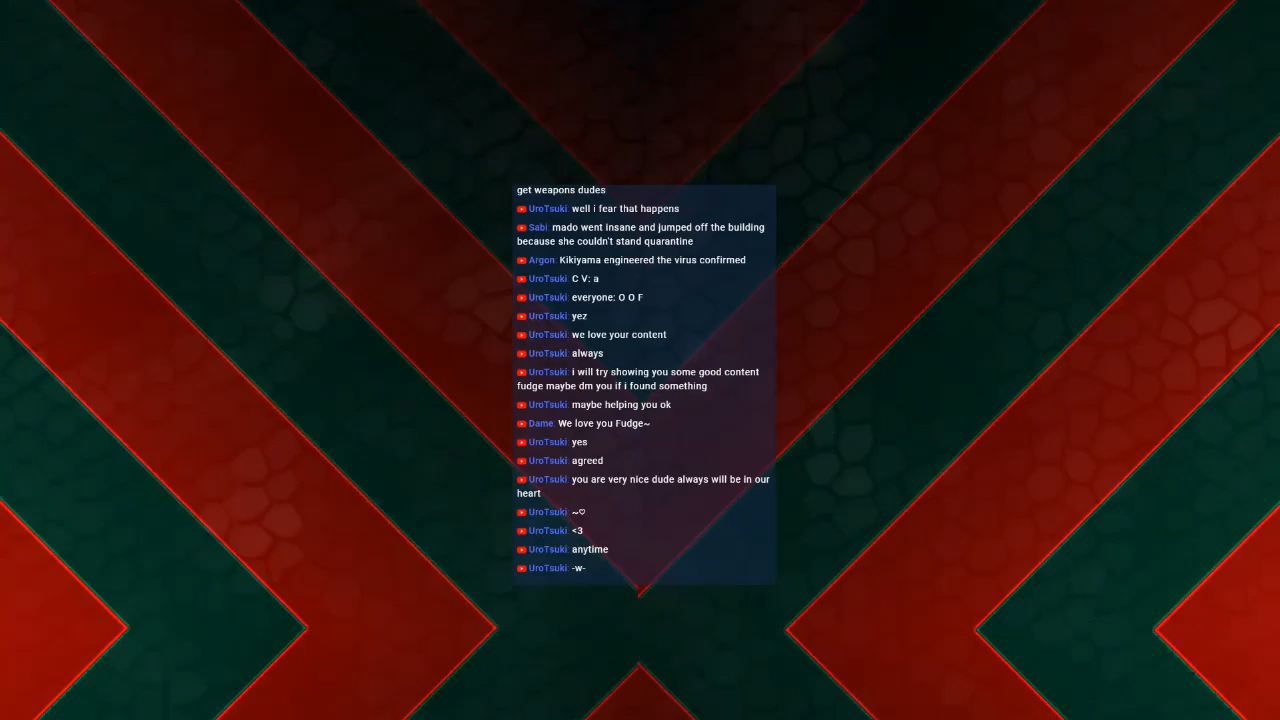 get weapons dudes
UroTsuki: well i fear that happens
Sabi: mado went insane and jumped off the building
because she couldn't stand quarantine
Argon: Kikiyama engineered the virus confirmed
UroTsuki: C V: a
UroTsuki: everyone: O O F
UroTsuki: yez
UroTsuki: we love your content
UroTsuki: always
UroTsuki: i will try showing you some good content
fudge maybe dm you if i found something
UroTsuki: maybe helping you ok
Dame: We love you Fudge~
UroTsuki: yes
UroTsuki: agreed
UroTsuki: you are very nice dude always will be in our
heart
UroTsuki: ~♡
UroTsuki: <3
UroTsuki: anytime
UroTsuki: -w-